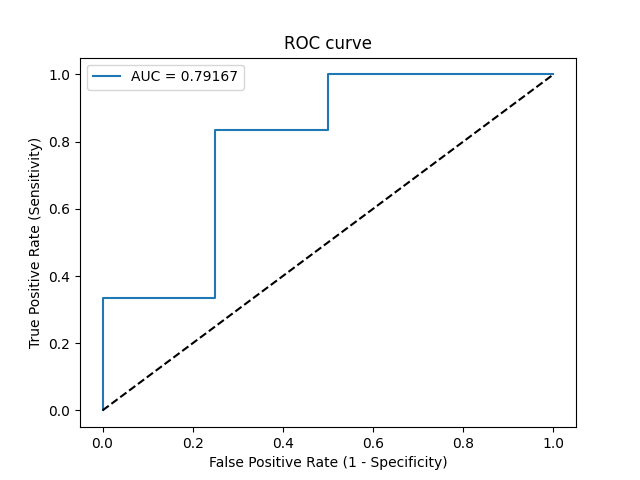 ROC curve
AUC = 0.79167
1.0
0.8
0.6
0.4
0.2
0.0
True Positive Rate (Sensitivity)
0.0 0.2 0.4 0.6 0.8 1.0
False Positive Rate (1 - Specificity)